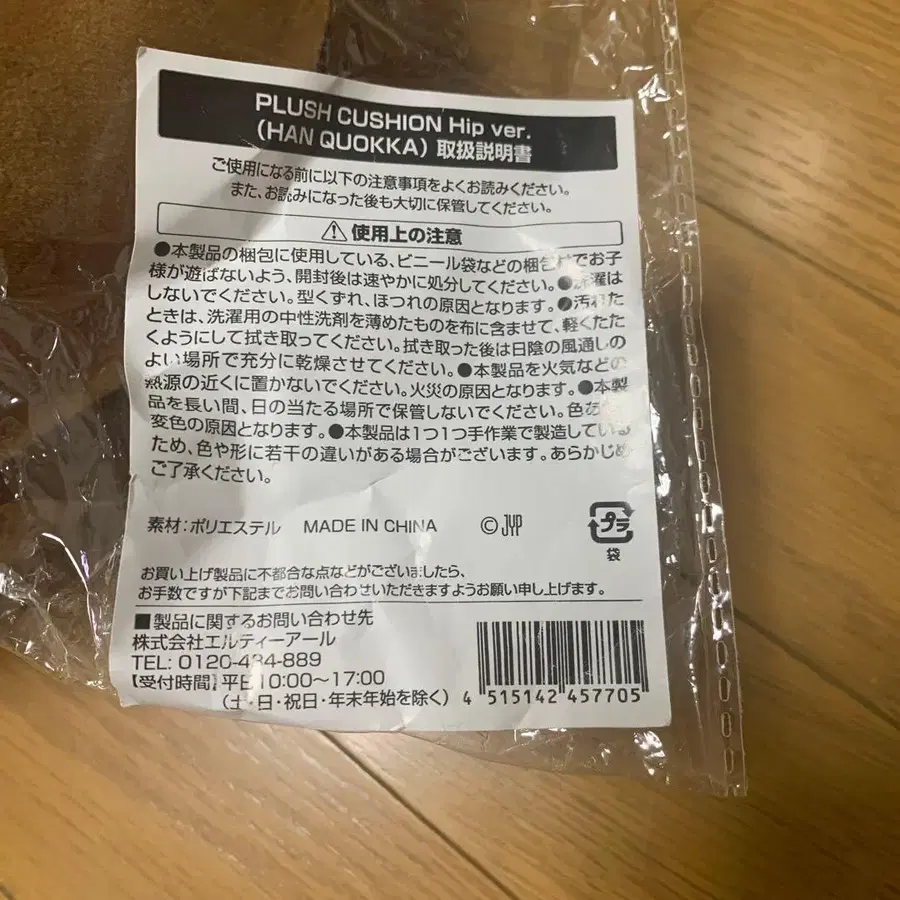 PLUSH CUSHION Hip ver.
（HAN QUOKKA）取扱説明書
ご使用になる前に以下の注意事項をよくお読みください。
また、お読みになった後も大切に保管してください。
⚠使用上の注意
●本製品の梱包に使用している、ビニール袋などの梱包材でお子
様が遊ばないよう、開封後は速やかに処分してください。●洗濯は
しないでください。型くずれ、ほつれの原因となります。●汚れた
ときは、洗濯用の中性洗剤を薄めたものを布に含ませて、軽くたた
くようにして拭き取ってください。拭き取った後は日陰の風通しの
よい場所で充分に乾燥させてください。●本製品を火気などの
熱源の近くに置かないでください。火災の原因となります。●本製
品を長い間、日の当たる場所で保管しないでください。色あせ
変色の原因となります。●本製品は1つ1つ手作業で製造している
ため、色や形に若干の違いがある場合がございます。あらかじめ
ご了承ください。
素材：ポリエステル MADE IN CHINA ©JYP
プラ
袋
お買い上げ製品に不都合な点などがございましたら、
お手数ですが下記までお問い合わせいただきますようお願い申し上げます。
■製品に関するお問い合わせ先
株式会社エルティーアール
TEL: 0120-484-889
【受付時間】平日10:00〜17:00
（土・日・祝日・年末年始を除く）
4 515142 457705